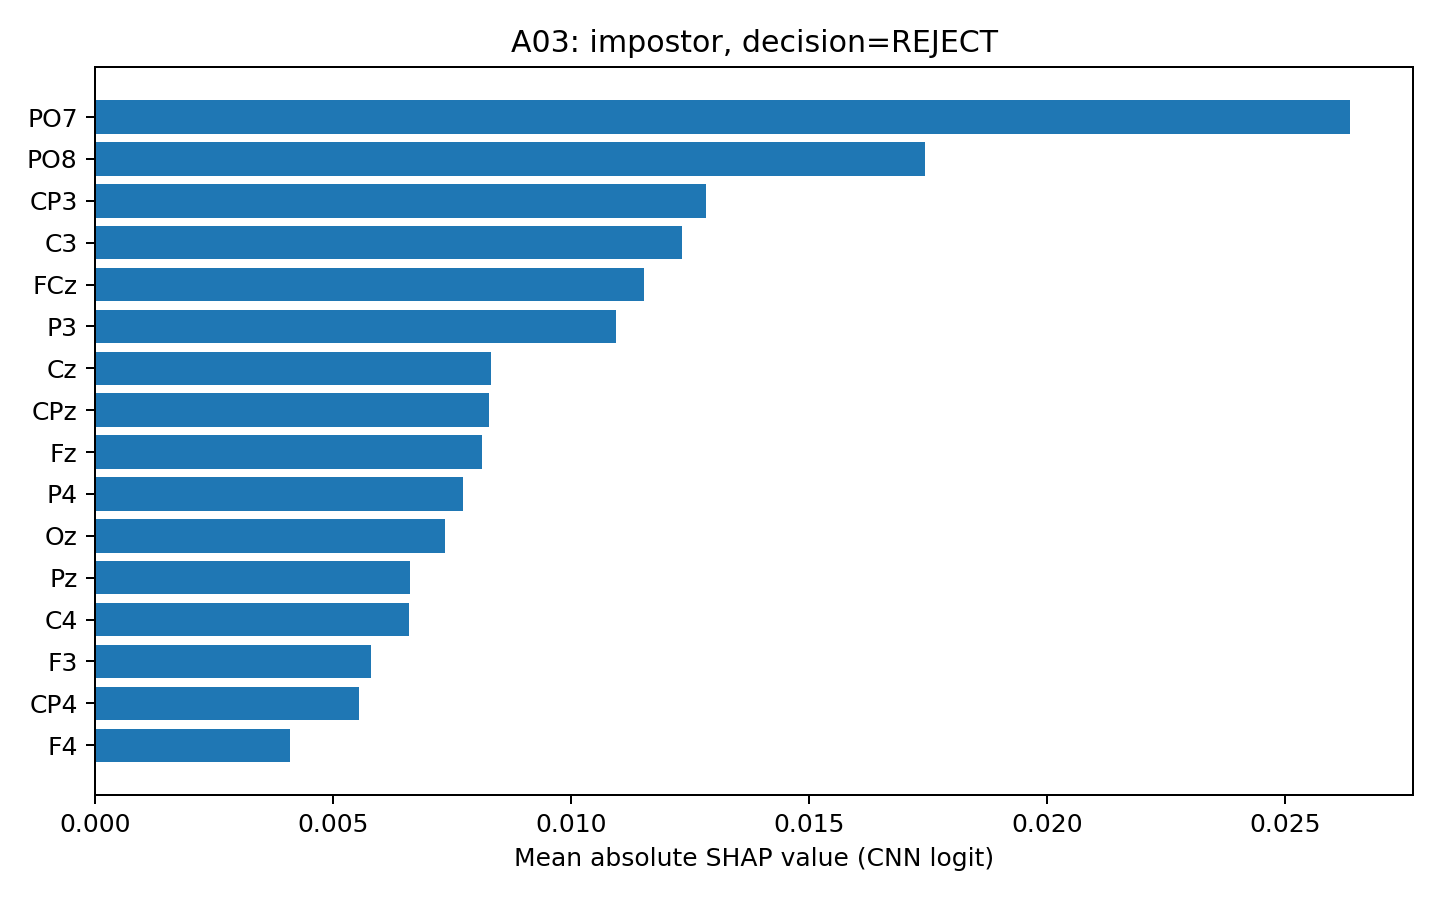 A03: impostor, decision=REJECT
PO7
PO8
CP3
C3
FCz
P3
Cz
CPz
Fz
P4
Oz
Pz
C4
F3
CP4
F4
0.000 0.005 0.010 0.015 0.020 0.025
Mean absolute SHAP value (CNN logit)